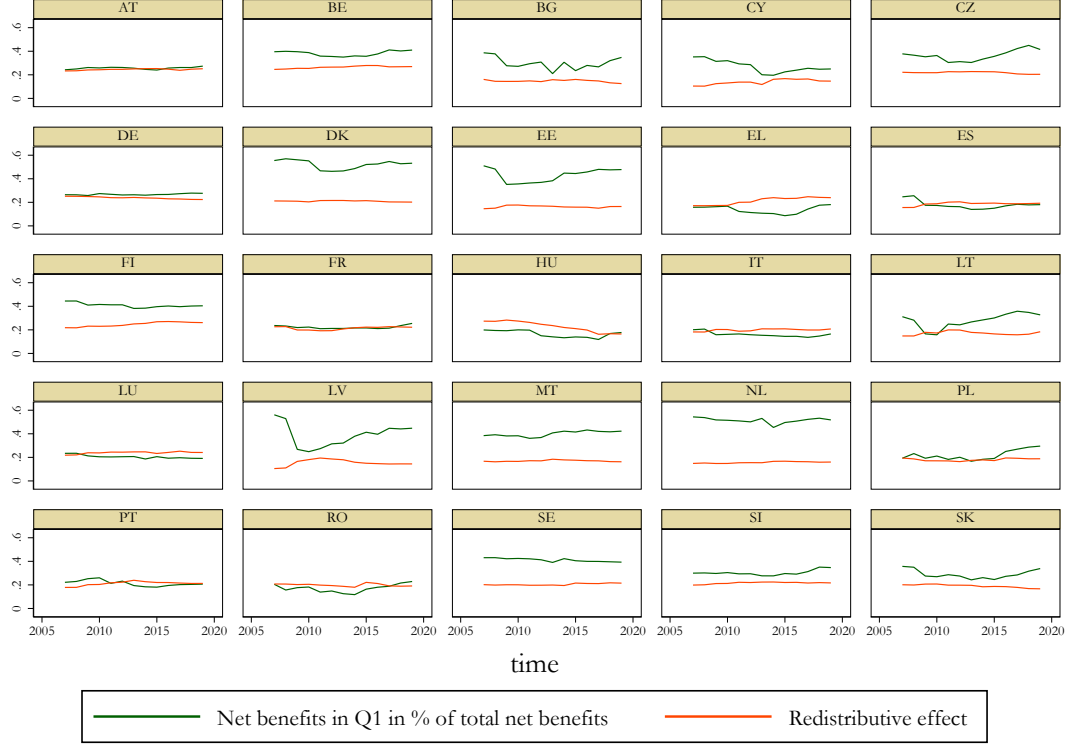 AT BE BG CY CZ
0 .2 .4 .6
DE DK EE EL ES
0 .2 .4 .6
FI FR HU IT LT
0 .2 .4 .6
LU LV MT NL PL
0 .2 .4 .6
PT RO SE SI SK
0 .2 .4 .6
2005 2010 2015 2020 2005 2010 2015 2020 2005 2010 2015 2020 2005 2010 2015 2020 2005 2010 2015 2020
time
Net benefits in Q1 in % of total net benefits Redistributive effect